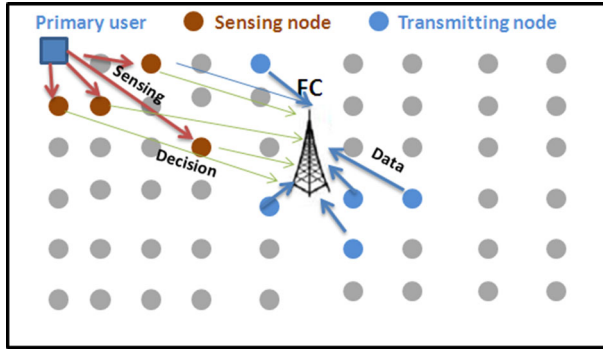 Primary user
Sensing node
Transmitting node
Sensing
FC
Decision
Data